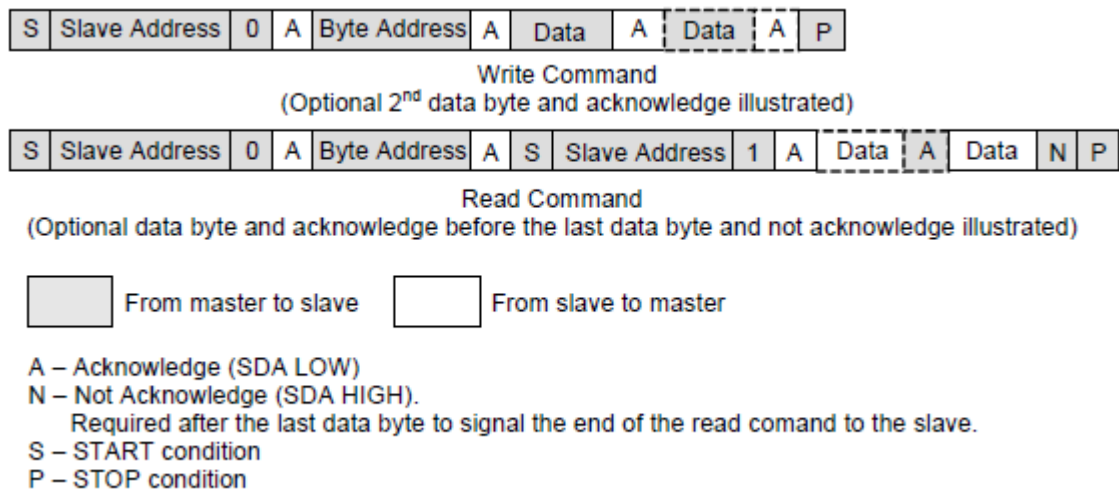 S Slave Address 0 A Byte Address A Data A Data A P
Write Command
(Optional 2nd data byte and acknowledge illustrated)
S Slave Address 0 A Byte Address A S Slave Address 1 A Data A Data N P
Read Command
(Optional data byte and acknowledge before the last data byte and not acknowledge illustrated)
From master to slave From slave to master
A – Acknowledge (SDA LOW)
N – Not Acknowledge (SDA HIGH).
Required after the last data byte to signal the end of the read comand to the slave.
S – START condition
P – STOP condition